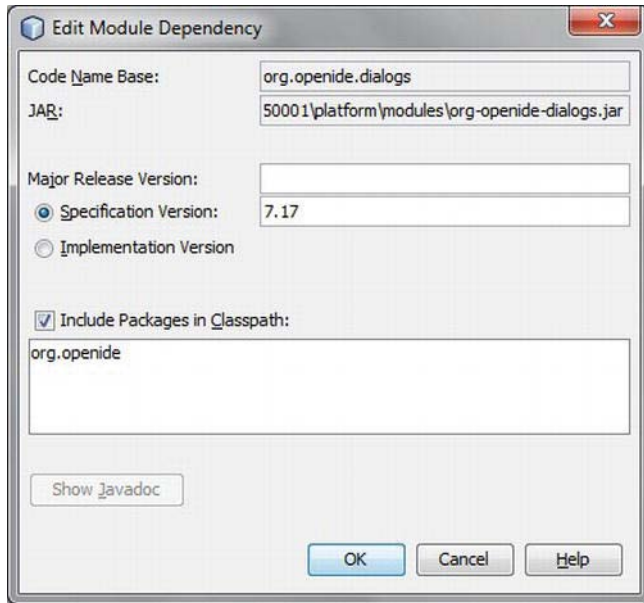 Edit Module Dependency
Code Name Base: org.openide.dialogs
JAR: 50001\platform\modules\org-openide-dialogs.jar
Major Release Version:
Specification Version: 7.17
Implementation Version
Include Packages in Classpath:
org.openide
Show Javadoc
OK Cancel Help